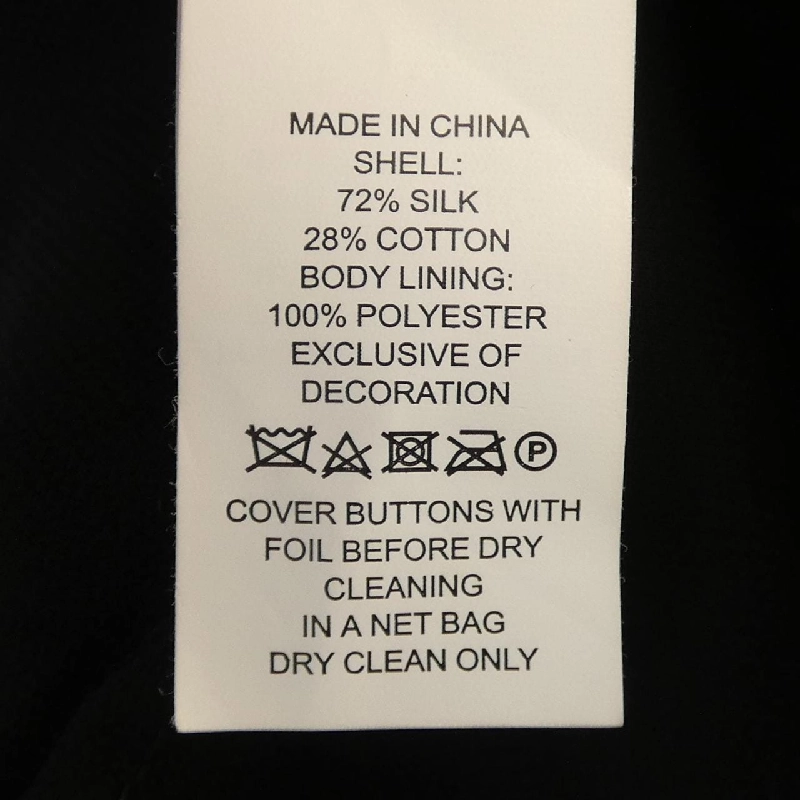 MADE IN CHINA
SHELL:
72% SILK
28% COTTON
BODY LINING:
100% POLYESTER
EXCLUSIVE OF
DECORATION
P
COVER BUTTONS WITH
FOIL BEFORE DRY
CLEANING
IN A NET BAG
DRY CLEAN ONLY